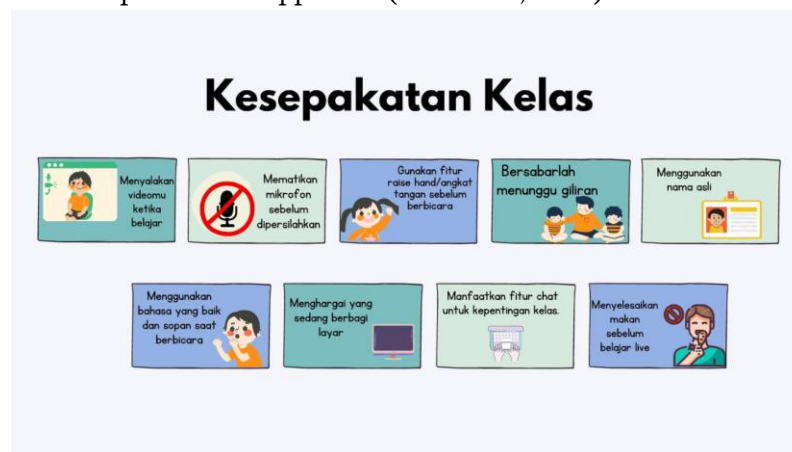 Kesepakatan Kelas
Menyalakan
videomu
ketika
belajar
Mematikan
mikrofon
sebelum
dipersilahkan
Gunakan fitur
raise hand/angkat
tangan sebelum
berbicara
Bersabarlah
menunggu giliran
Menggunakan
nama asli
Menggunakan
bahasa yang baik
dan sopan saat
berbicara
Menghargai yang
sedang berbagi
layar
Manfaatkan fitur chat
untuk kepentingan kelas.
Menyelesaikan
makan
sebelum
belajar live